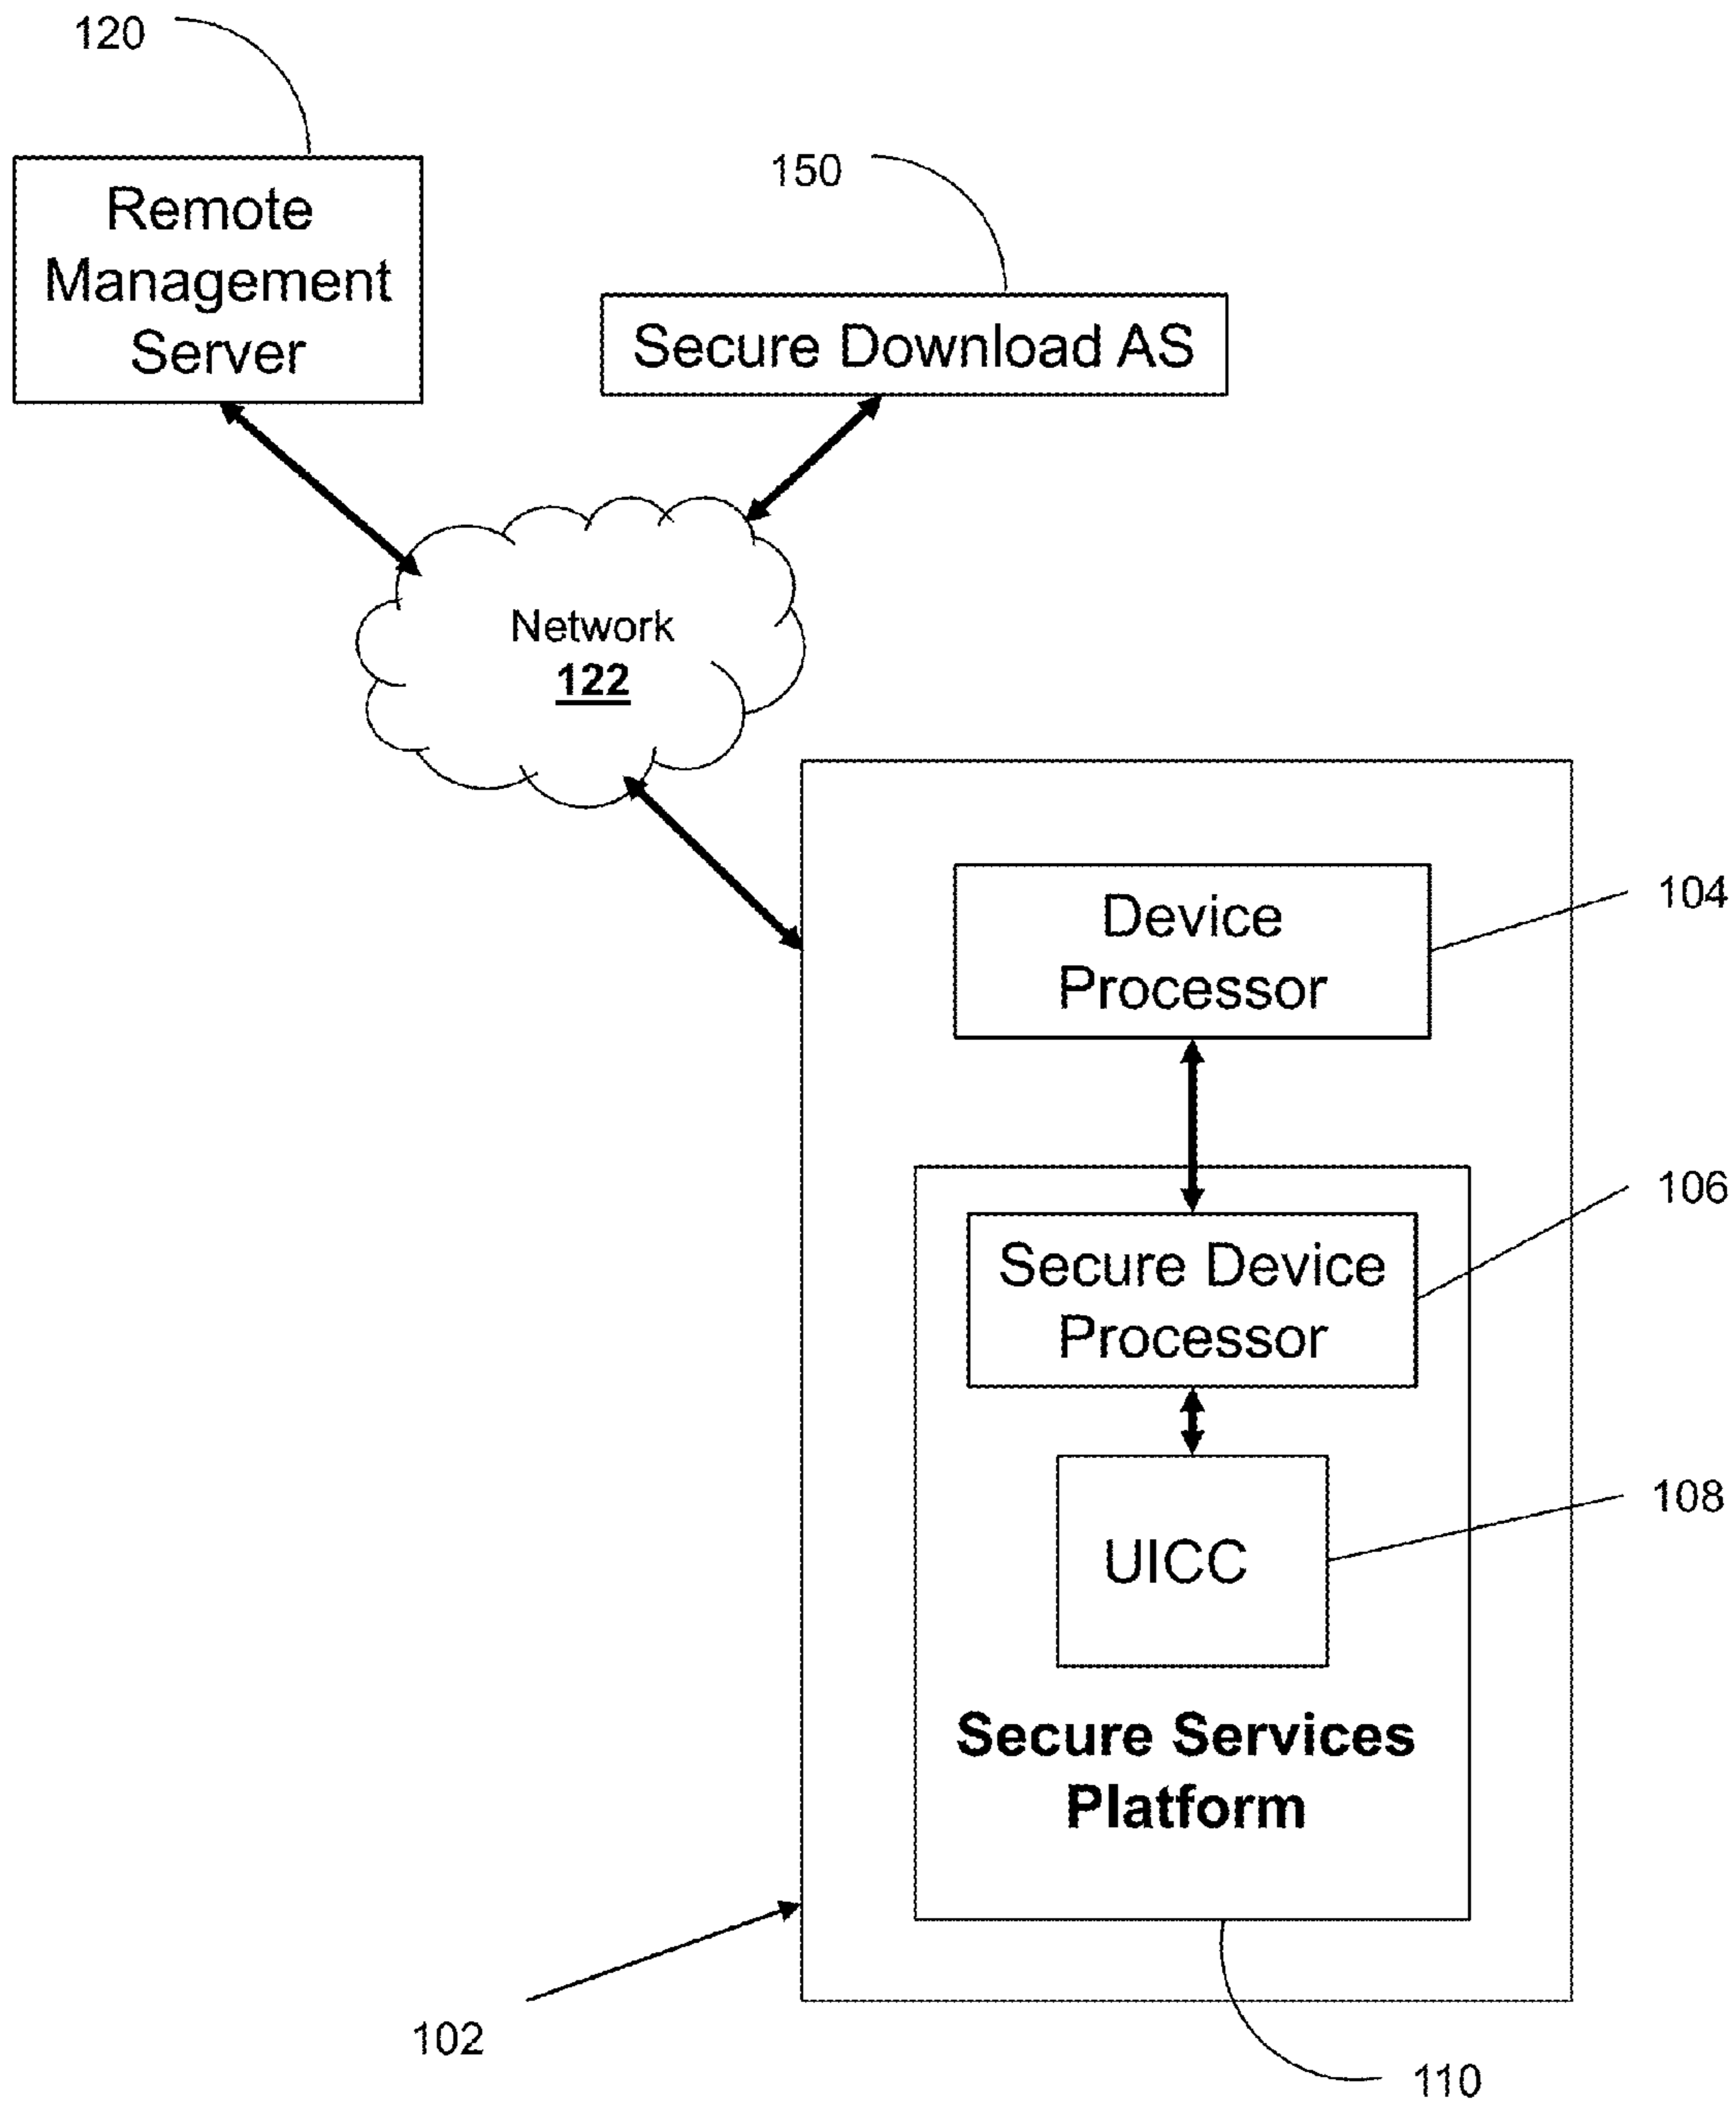 120
150
Remote
Management
Server
Secure Download AS
Network
122
Device
Processor
104
106
Secure Device
Processor
108
UICC
Secure Services
Platform
102
110